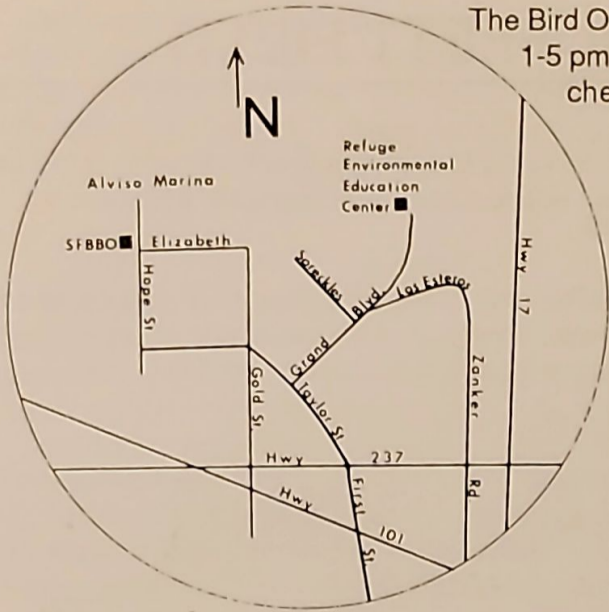 The Bird O
1-5 pm
che
N
Refuge
Environmental
Education
Center
Alviso Marina
SFBBO
Elizabeth
Hope St
Spreckles
Blvd
Los Esteros
Grand
Hwy 17
Gold St.
Taylor St
Zanker Rd
Hwy 237
First St.
Hwy 101